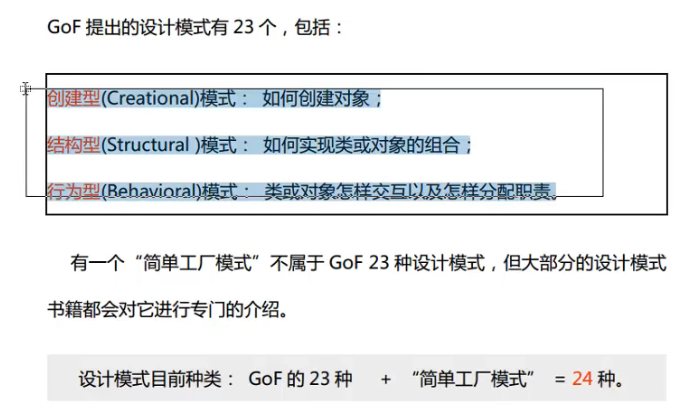 GoF 提出的设计模式有 23 个，包括：
创建型(Creational)模式： 如何创建对象；
结构型(Structural )模式： 如何实现类或对象的组合；
行为型(Behavioral)模式： 类或对象怎样交互以及怎样分配职责。
有一个“简单工厂模式”不属于 GoF 23 种设计模式，但大部分的设计模式
书籍都会对它进行专门的介绍。
设计模式目前种类： GoF 的 23 种 + “简单工厂模式” = 24 种。